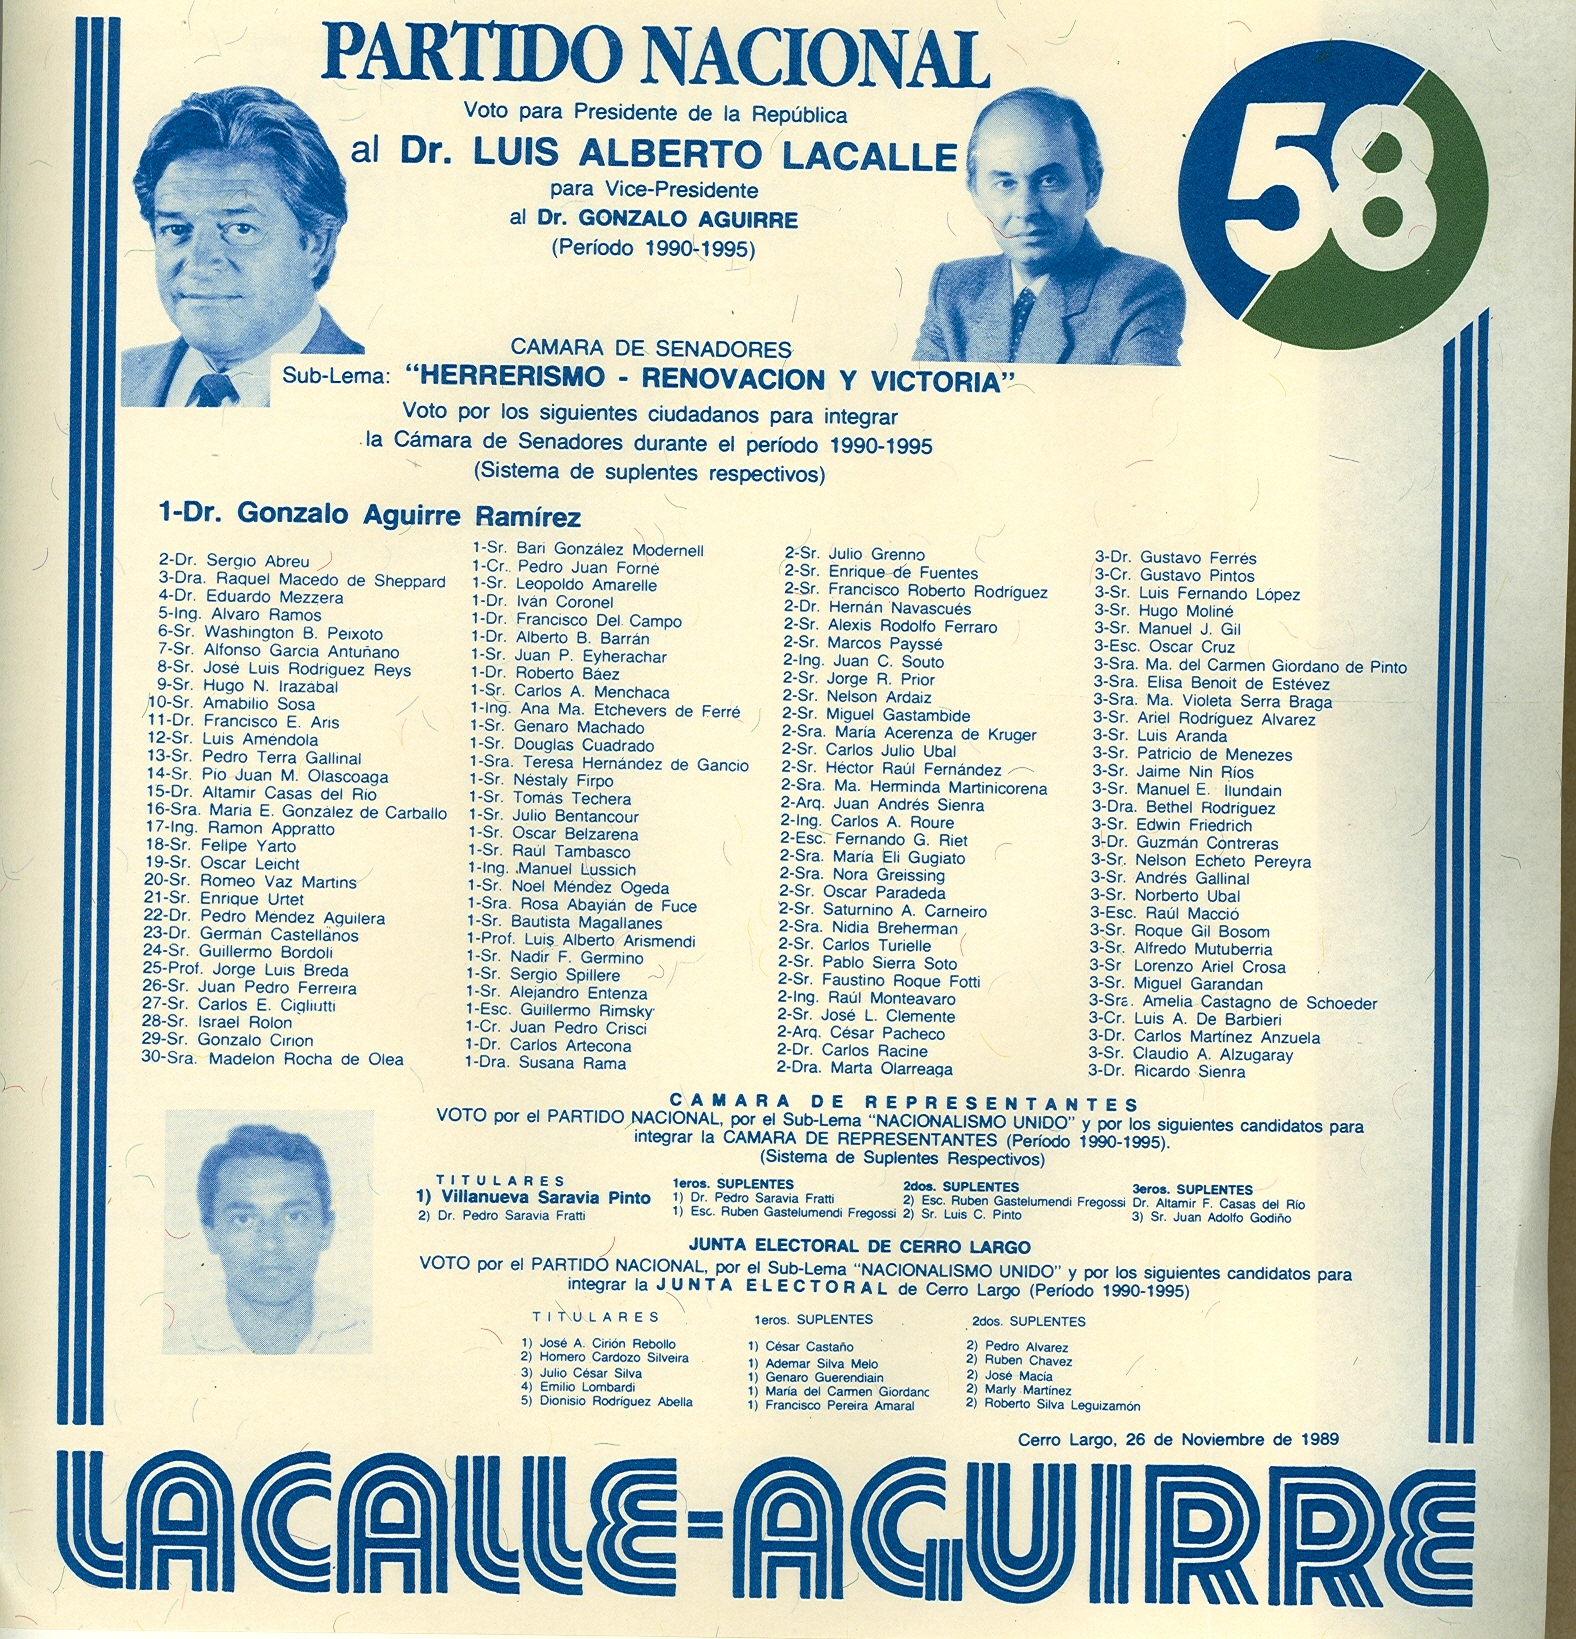 PARTIDO NACIONAL
58
Voto para Presidente de la República
al Dr. LUIS ALBERTO LACALLE
para Vice-Presidente
al Dr. GONZALO AGUIRRE
(Período 1990-1995)
CAMARA DE SENADORES
Sub-Lema: “HERRERISMO - RENOVACION Y VICTORIA”
Voto por los siguientes ciudadanos para integrar
la Cámara de Senadores durante el período 1990-1995
(Sistema de suplentes respectivos)
1-Dr. Gonzalo Aguirre Ramírez
2-Dr. Sergio Abreu
3-Dra. Raquel Macedo de Sheppard
4-Dr. Eduardo Mezzera
5-Ing. Alvaro Ramos
6-Sr. Washington B. Peixoto
7-Sr. Alfonso García Antuñano
8-Sr. José Luis Rodríguez Reys
9-Sr. Hugo N. Irazábal
10-Sr. Amabilio Sosa
11-Dr. Francisco E. Aris
12-Sr. Luis Améndola
13-Sr. Pedro Terra Gallinal
14-Sr. Pío Juan M. Olascoaga
15-Dr. Altamir Casas del Río
16-Sra. María E. González de Carballo
17-Ing. Ramon Appratto
18-Sr. Felipe Yarto
19-Sr. Oscar Leicht
20-Sr. Romeo Vaz Martins
21-Sr. Enrique Urtet
22-Dr. Pedro Méndez Aguilera
23-Dr. Germán Castellanos
24-Sr. Guillermo Bordoli
25-Prof. Jorge Luis Breda
26-Sr. Juan Pedro Ferreira
27-Sr. Carlos E. Cigliutti
28-Sr. Israel Rolon
29-Sr. Gonzalo Cirion
30-Sra. Madelon Rocha de Olea
1-Sr. Bari González Modernell
1-Cr. Pedro Juan Forné
1-Sr. Leopoldo Amarelle
1-Dr. Iván Coronel
1-Dr. Francisco Del Campo
1-Dr. Alberto B. Barrán
1-Sr. Juan P. Eyherachar
1-Dr. Roberto Báez
1-Sr. Carlos A. Menchaca
1-Ing. Ana Ma. Etchevers de Ferré
1-Sr. Genaro Machado
1-Sr. Douglas Cuadrado
1-Sra. Teresa Hernández de Gancio
1-Sr. Néstaly Firpo
1-Sr. Tomás Techera
1-Sr. Julio Bentancour
1-Sr. Oscar Belzarena
1-Sr. Raúl Tambasco
1-Ing. Manuel Lussich
1-Sr. Noel Méndez Ogeda
1-Sra. Rosa Abayián de Fuce
1-Sr. Bautista Magallanes
1-Prof. Luis Alberto Arismendi
1-Sr. Nadir F. Germino
1-Sr. Sergio Spillere
1-Sr. Alejandro Entenza
1-Esc. Guillermo Rimsky
1-Cr. Juan Pedro Crisci
1-Dr. Carlos Artecona
1-Dra. Susana Rama
2-Sr. Julio Grenno
2-Sr. Enrique de Fuentes
2-Sr. Francisco Roberto Rodríguez
2-Dr. Hernán Navascués
2-Sr. Alexis Rodolfo Ferraro
2-Sr. Marcos Payssé
2-Ing. Juan C. Souto
2-Sr. Jorge R. Prior
2-Sr. Nelson Ardaiz
2-Sr. Miguel Gastambide
2-Sra. María Acerenza de Kruger
2-Sr. Carlos Julio Ubal
2-Sr. Héctor Raúl Fernández
2-Sra. Ma. Herminda Martinicorena
2-Arq. Juan Andrés Sienra
2-Ing. Carlos A. Roure
2-Esc. Fernando G. Riet
2-Sra. María Eli Gugiato
2-Sra. Nora Greissing
2-Sr. Oscar Paradeda
2-Sr. Saturnino A. Carneiro
2-Sra. Nidia Breherman
2-Sr. Carlos Turielle
2-Sr. Pablo Sierra Soto
2-Sr. Faustino Roque Fotti
2-Ing. Raúl Monteavaro
2-Sr. José L. Clemente
2-Arq. César Pacheco
2-Dr. Carlos Racine
2-Dra. Marta Olarreaga
3-Dr. Gustavo Ferrés
3-Cr. Gustavo Pintos
3-Sr. Luis Fernando López
3-Sr. Hugo Moliné
3-Sr. Manuel J. Gil
3-Esc. Oscar Cruz
3-Sra. Ma. del Carmen Giordano de Pinto
3-Sra. Elisa Benoit de Estévez
3-Sra. Ma. Violeta Serra Braga
3-Sr. Ariel Rodríguez Alvarez
3-Sr. Luis Aranda
3-Sr. Patricio de Menezes
3-Sr. Jaime Nin Ríos
3-Sr. Manuel E. Ilundain
3-Dra. Bethel Rodríguez
3-Sr. Edwin Friedrich
3-Dr. Guzmán Contreras
3-Sr. Nelson Echeto Pereyra
3-Sr. Andrés Gallinal
3-Sr. Norberto Ubal
3-Esc. Raúl Macció
3-Sr. Roque Gil Bosom
3-Sr. Alfredo Mutuberria
3-Sr Lorenzo Ariel Crosa
3-Sr. Miguel Garandan
3-Sra. Amelia Castagno de Schoeder
3-Cr. Luis A. De Barbieri
3-Dr. Carlos Martínez Anzuela
3-Sr. Claudio A. Alzugaray
3-Dr. Ricardo Sienra
CAMARA DE REPRESENTANTES
VOTO por el PARTIDO NACIONAL, por el Sub-Lema “NACIONALISMO UNIDO” y por los siguientes candidatos para
integrar la CAMARA DE REPRESENTANTES (Período 1990-1995).
(Sistema de Suplentes Respectivos)
TITULARES
1) Villanueva Saravia Pinto
2) Dr. Pedro Saravia Fratti
1eros. SUPLENTES
1) Dr. Pedro Saravia Fratti
1) Esc. Ruben Gastelumendi Fregossi
2dos. SUPLENTES
2) Esc. Ruben Gastelumendi Fregossi
2) Sr. Luis C. Pinto
3eros. SUPLENTES
Dr. Altamir F. Casas del Río
3) Sr. Juan Adolfo Godiño
JUNTA ELECTORAL DE CERRO LARGO
VOTO por el PARTIDO NACIONAL, por el Sub-Lema “NACIONALISMO UNIDO” y por los siguientes candidatos para
integrar la JUNTA ELECTORAL de Cerro Largo (Período 1990-1995)
TITULARES
1) José A. Cirión Rebollo
2) Homero Cardozo Silveira
3) Julio César Silva
4) Emilio Lombardi
5) Dionisio Rodríguez Abella
1eros. SUPLENTES
1) César Castaño
1) Ademar Silva Melo
1) Genaro Guerendiain
1) María del Carmen Giordano
1) Francisco Pereira Amaral
2dos. SUPLENTES
2) Pedro Alvarez
2) Ruben Chavez
2) José Macía
2) Marly Martínez
2) Roberto Silva Leguizamón
Cerro Largo, 26 de Noviembre de 1989
LACALLE-AGUIRRE